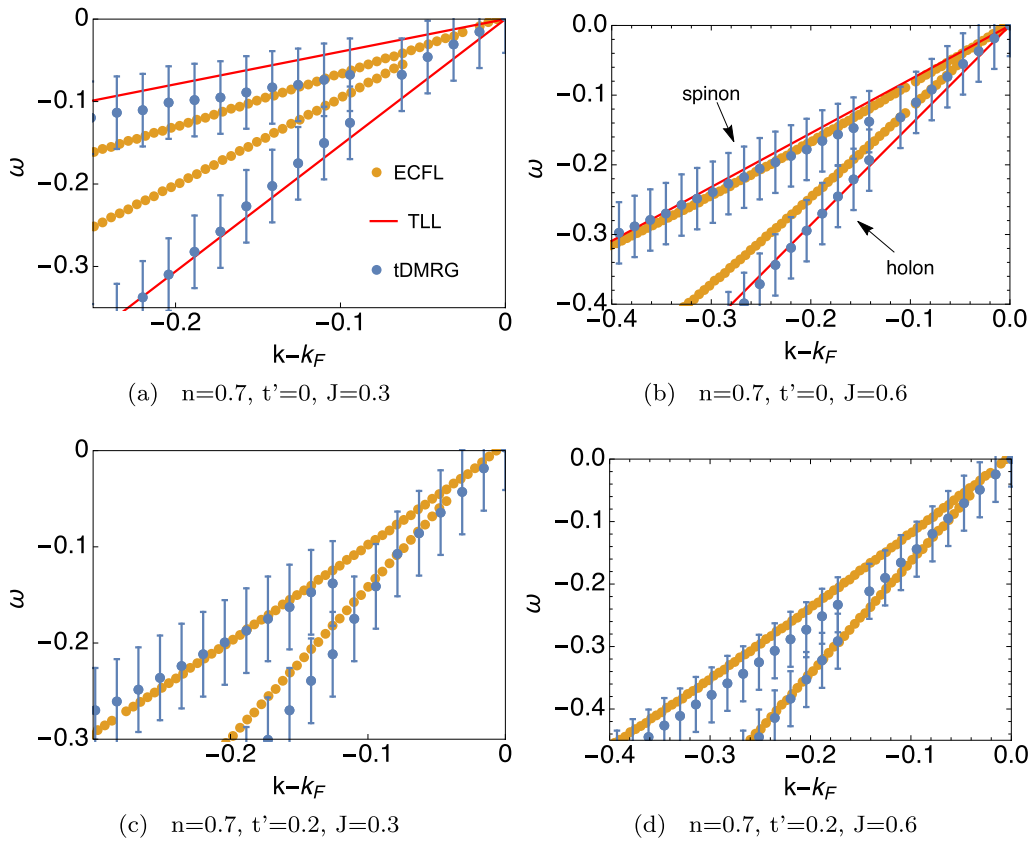 0
−0.1
−0.2
−0.3
ω
ECFL
TLL
tDMRG
−0.2
−0.1
0
k−kF
(a) n=0.7, t'=0, J=0.3
0.0
−0.1
−0.2
−0.3
−0.4
ω
spinon
holon
−0.4
−0.3
−0.2
−0.1
0.0
k−kF
(b) n=0.7, t'=0, J=0.6
0
−0.1
−0.2
−0.3
ω
−0.2
−0.1
0
k−kF
(c) n=0.7, t'=0.2, J=0.3
0.0
−0.1
−0.2
−0.3
−0.4
ω
−0.4
−0.3
−0.2
−0.1
0.0
k−kF
(d) n=0.7, t'=0.2, J=0.6